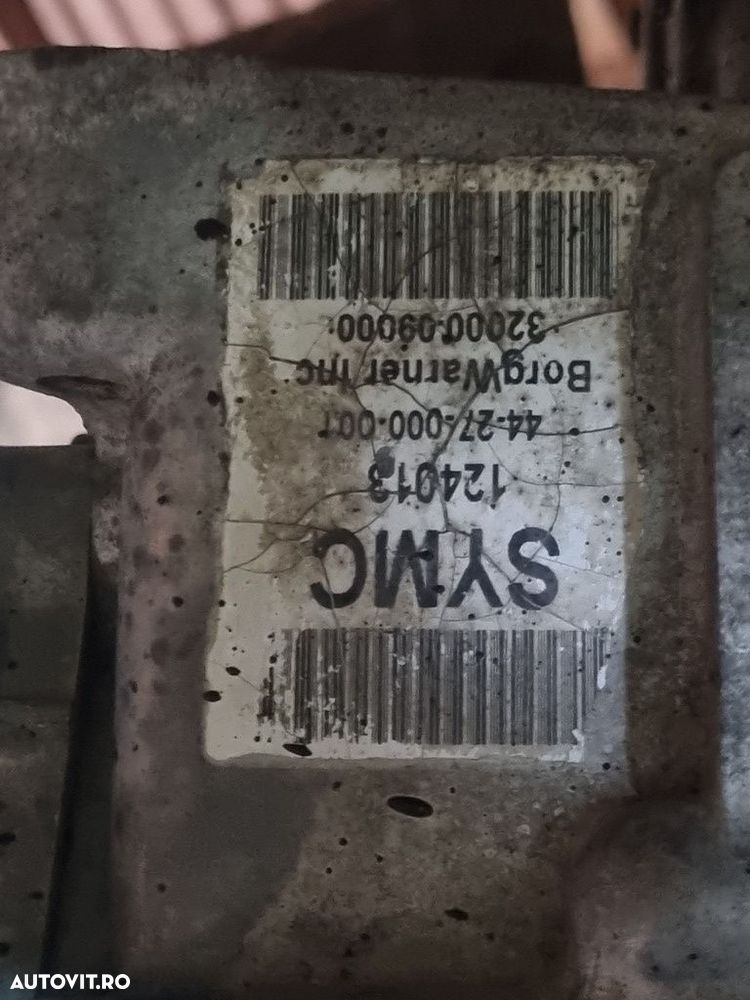 SYMC
124013
44-27-000-001
BorgWarner Inc.
32000-09000
AUTOVIT.RO